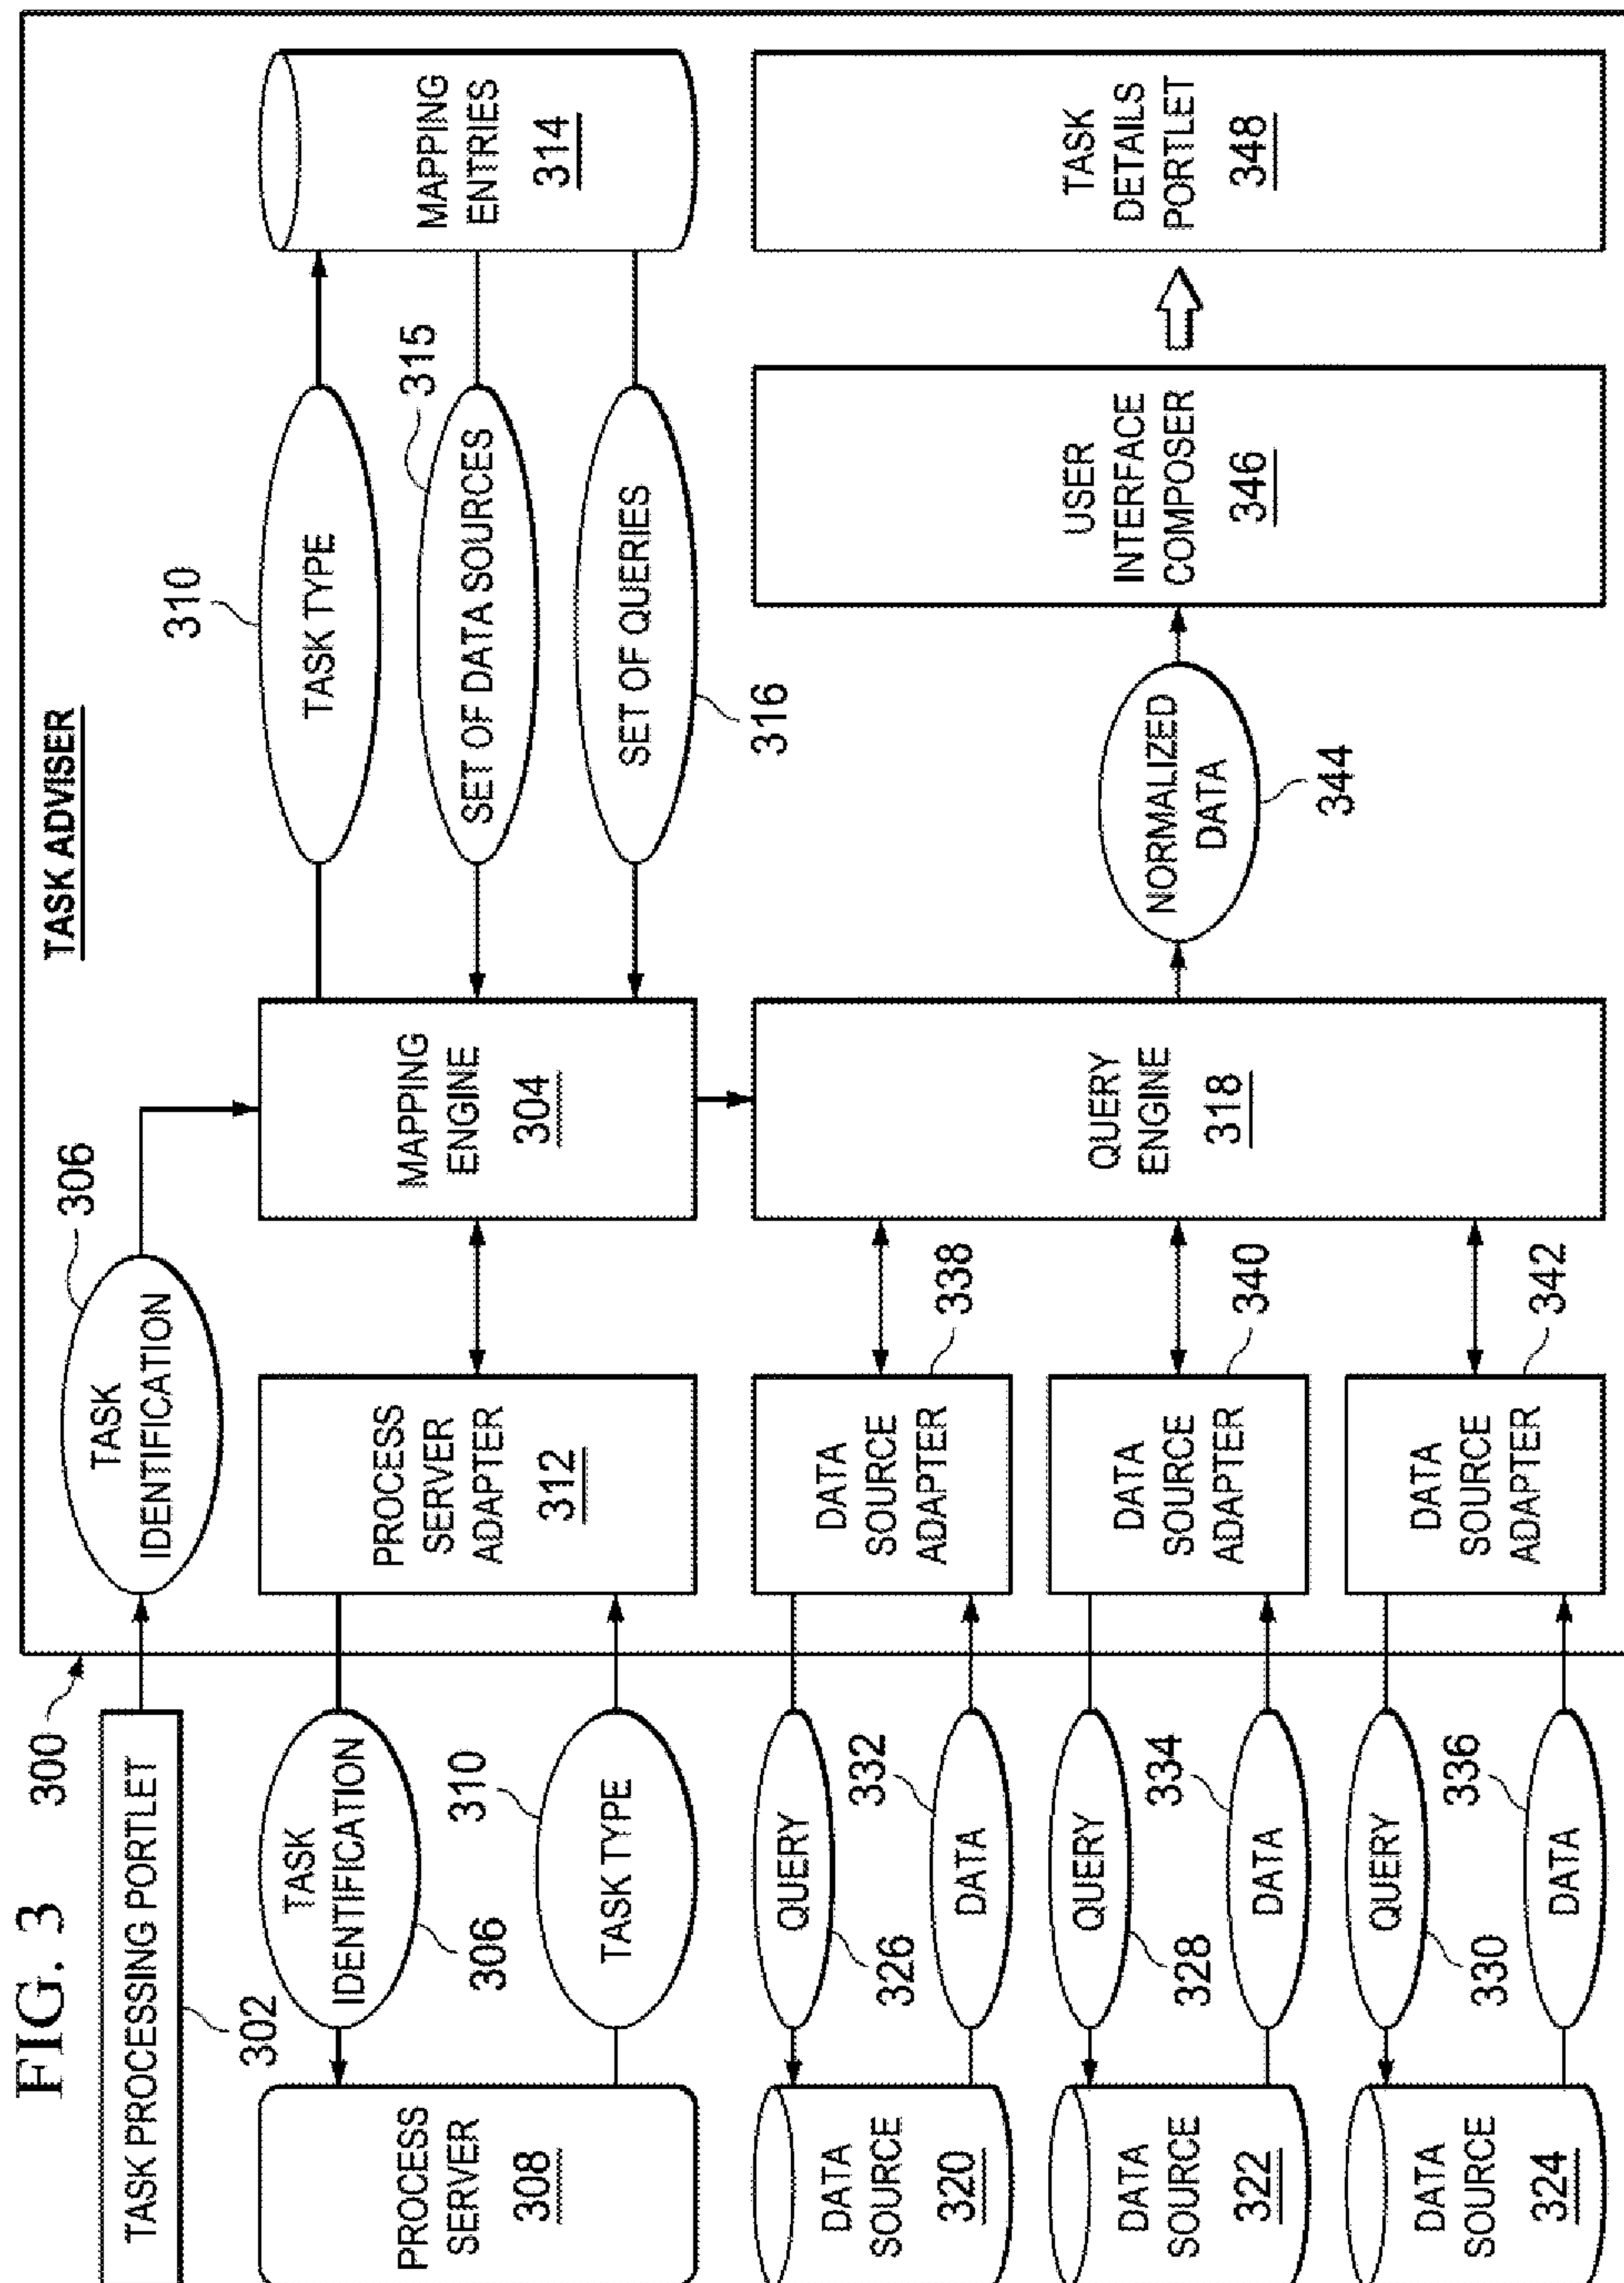 FIG. 3
300
TASK ADVISER
TASK PROCESSING PORTLET
302
TASK
IDENTIFICATION
306
PROCESS
SERVER
308
TASK
IDENTIFICATION
306
310
TASK TYPE
PROCESS
SERVER
ADAPTER
312
MAPPING
ENGINE
304
310
TASK TYPE
315
SET OF DATA SOURCES
SET OF QUERIES
316
MAPPING
ENTRIES
314
DATA
SOURCE
320
QUERY
326
332
DATA
DATA
SOURCE
ADAPTER
338
DATA
SOURCE
322
QUERY
328
334
DATA
DATA
SOURCE
ADAPTER
340
DATA
SOURCE
324
QUERY
330
336
DATA
DATA
SOURCE
ADAPTER
342
QUERY
ENGINE
318
NORMALIZED
DATA
344
USER
INTERFACE
COMPOSER
346
TASK
DETAILS
PORTLET
348